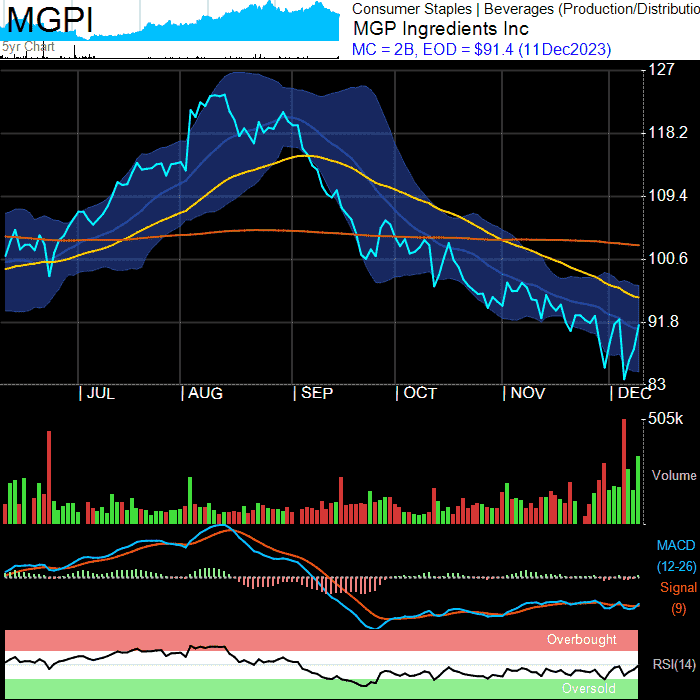 MGPI
5yr Chart
Consumer Staples | Beverages (Production/Distributio
MGP Ingredients Inc
MC = 2B, EOD = $91.4 (11Dec2023)
127
118.2
109.4
100.6
91.8
83
JUL AUG SEP OCT NOV DEC
505k
Volume
MACD
(12-26)
Signal
(9)
Overbought
RSI(14)
Oversold